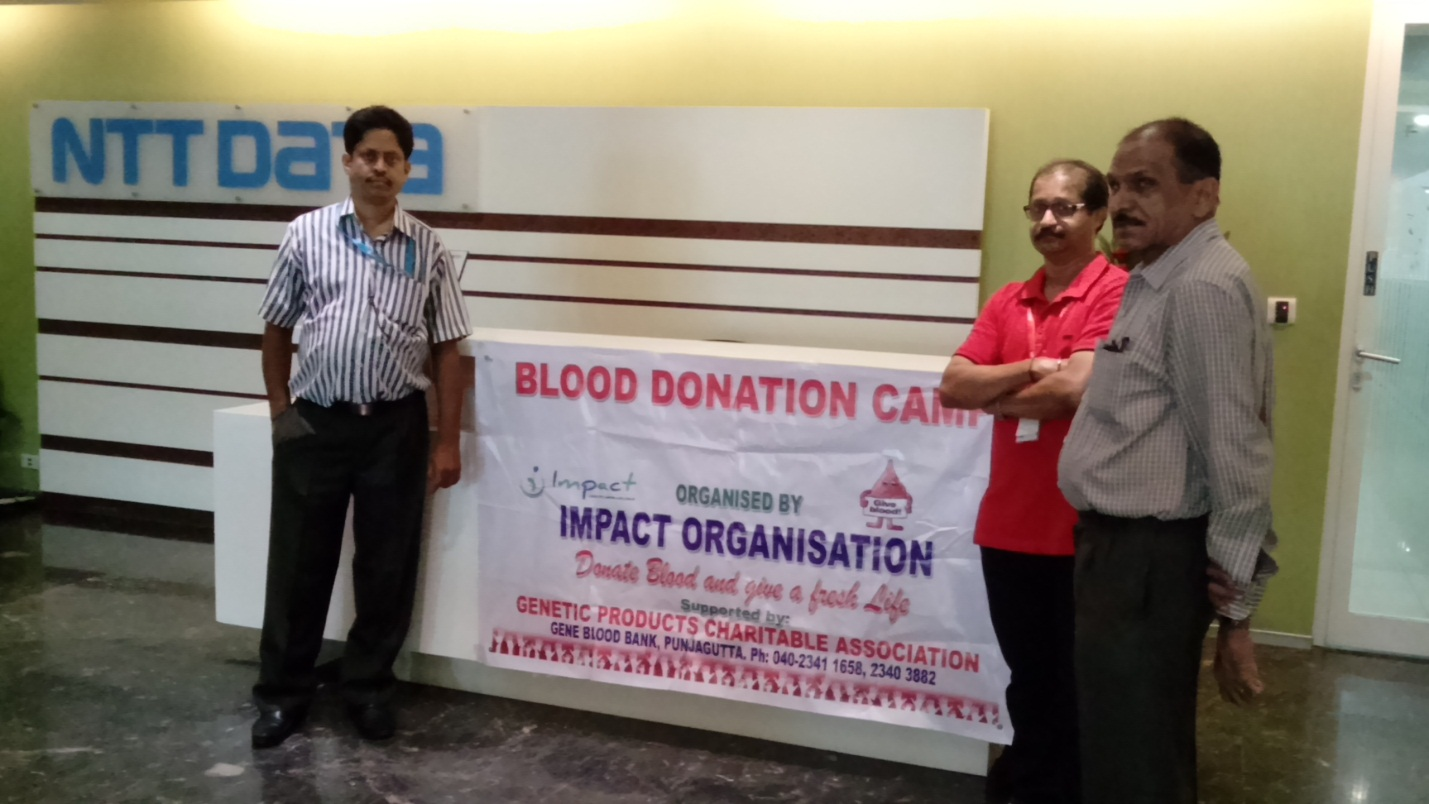 NTT DaTa
BLOOD DONATION CAMP
Impact
ORGANISED BY
Give
blood!
IMPACT ORGANISATION
Donate Blood and give a fresh Life
Supported by:
GENETIC PRODUCTS CHARITABLE ASSOCIATION
GENE BLOOD BANK, PUNJAGUTTA. Ph: 040-2341 1658, 2340 3882